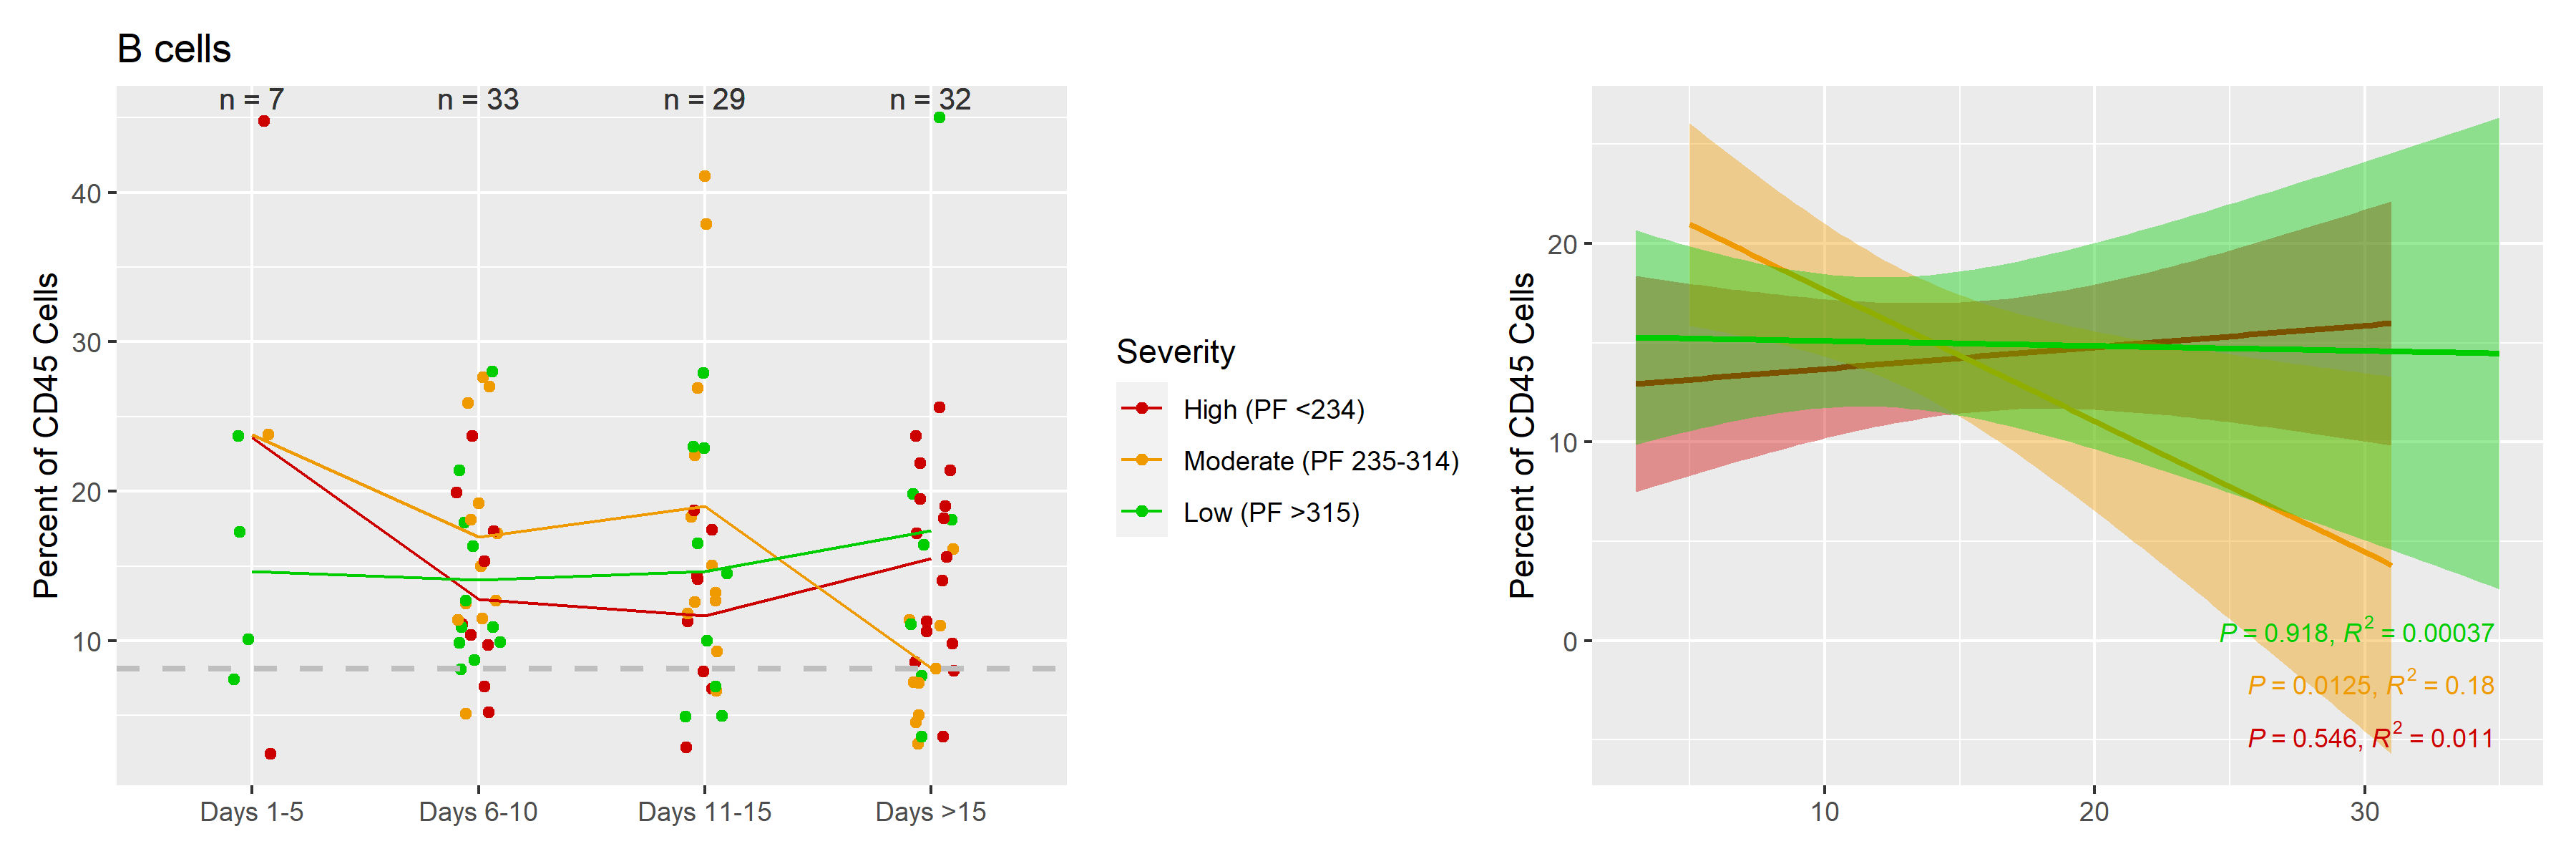 B cells
n = 7
n = 33
n = 29
n = 32
Percent of CD45 Cells
40
30
20
10
Days 1-5
Days 6-10
Days 11-15
Days >15
Severity
High (PF <234)
Moderate (PF 235-314)
Low (PF >315)
Percent of CD45 Cells
20
10
0
P = 0.918, R² = 0.00037
P = 0.0125, R² = 0.18
P = 0.546, R² = 0.011
10
20
30